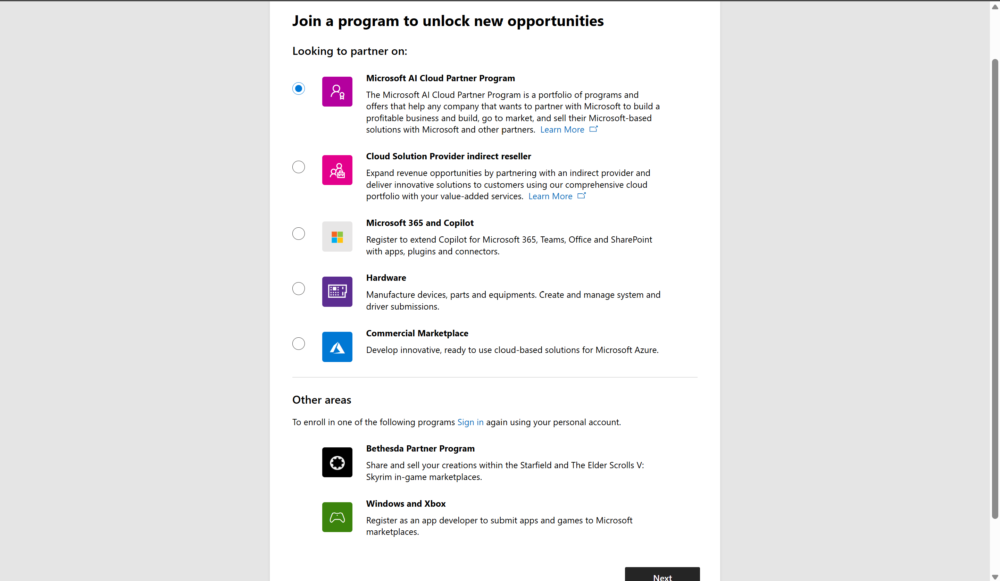 Join a program to unlock new opportunities
Looking to partner on:
Microsoft AI Cloud Partner Program
The Microsoft AI Cloud Partner Program is a portfolio of programs and
offers that help any company that wants to partner with Microsoft to build a
profitable business and build, go to market, and sell their Microsoft-based
solutions with Microsoft and other partners. Learn More
Cloud Solution Provider indirect reseller
Expand revenue opportunities by partnering with an indirect provider and
deliver innovative solutions to customers using our comprehensive cloud
portfolio with your value-added services. Learn More
Microsoft 365 and Copilot
Register to extend Copilot for Microsoft 365, Teams, Office and SharePoint
with apps, plugins and connectors.
Hardware
Manufacture devices, parts and equipments. Create and manage system and
driver submissions.
Commercial Marketplace
Develop innovative, ready to use cloud-based solutions for Microsoft Azure.
Other areas
To enroll in one of the following programs Sign in again using your personal account.
Bethesda Partner Program
Share and sell your creations within the Starfield and The Elder Scrolls V:
Skyrim in-game marketplaces.
Windows and Xbox
Register as an app developer to submit apps and games to Microsoft
marketplaces.
Next